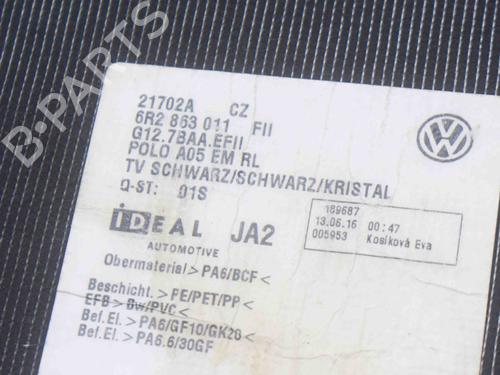 B-PARTS
21702A CZ
6R2 863 011 FII
G12.7BAA.EFII
POLO A05 EM RL
TV SCHWARZ/SCHWARZ/KRISTAL
Q-ST: 01S
IDEAL JA2
AUTOMOTIVE
189687
13.06.16 00:47
005953 Kosíková Eva
Obermaterial>PA6/BCF<
Beschicht.>PE/PET/PP<
EFB>Bw/PVC<
Bef.El.>PA6/GF10/GK20<
Bef.El.>PA6.6/30GF